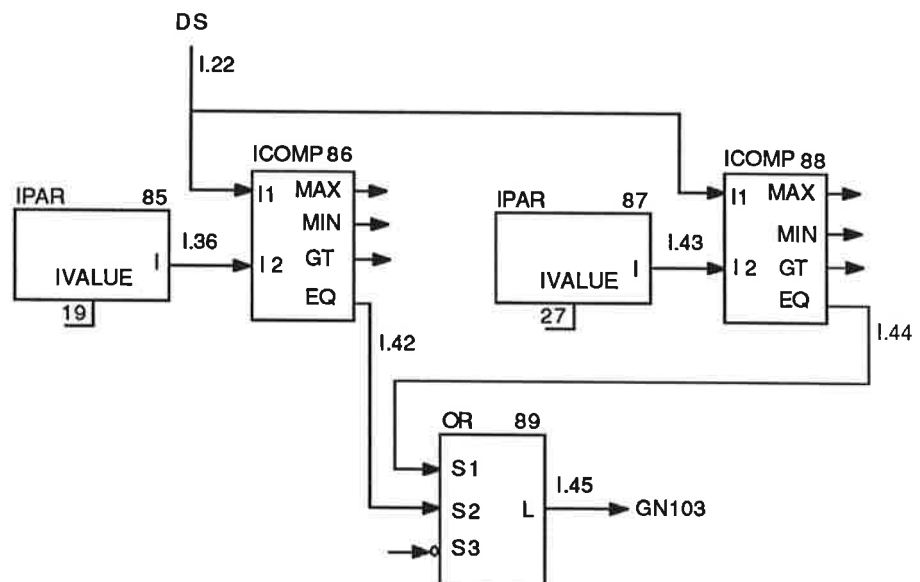 DS
I.22
ICOMP 86
ICOMP 88
IPAR 85
I1 MAX
IPAR 87
I1 MAX
MIN
MIN
I.36
I2 GT
I.43
I2 GT
I
IVALUE
EQ
I
IVALUE
EQ
19
27
I.42
I.44
OR 89
S1
I.45
S2 L
GN103
S3